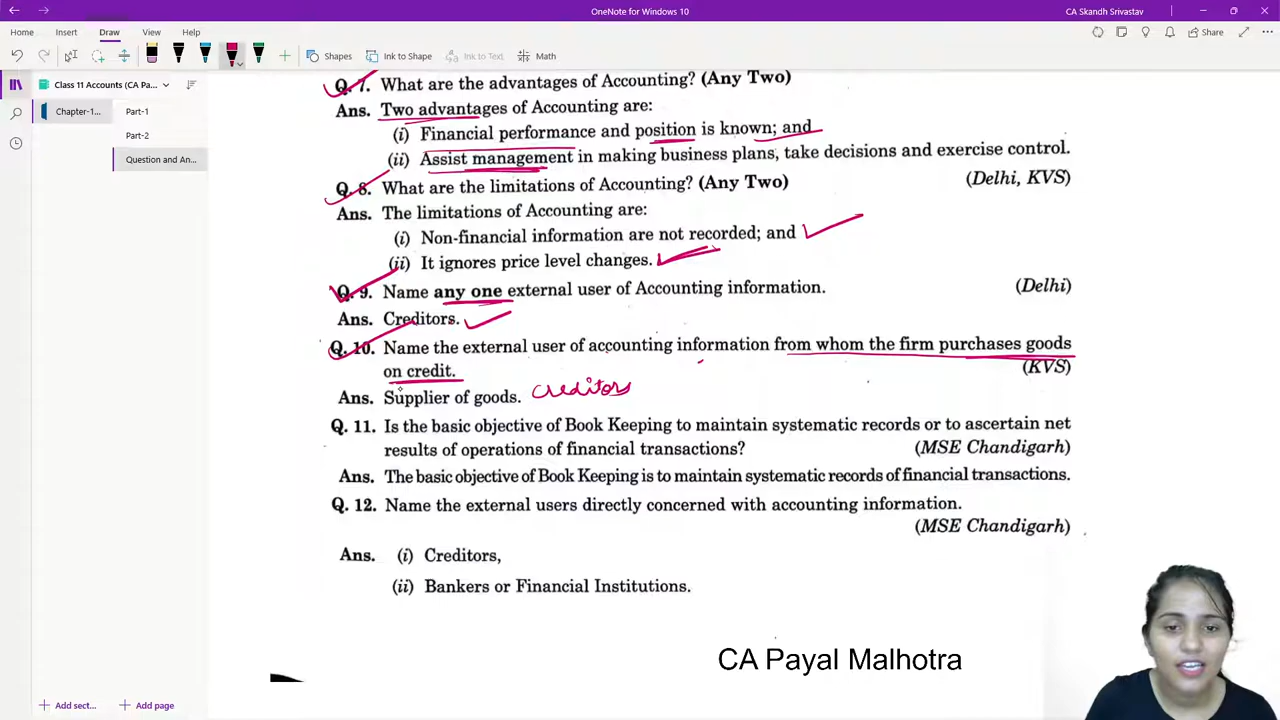 OneNote for Windows 10
CA Skandh Srivastav
Home Insert Draw View Help
Share
Shapes Ink to Shape Ink to Text Math
Class 11 Accounts (CA Pa...
Chapter-1...
Part-1
Part-2
Question and An...
Q. 7. What are the advantages of Accounting? (Any Two)
Ans. Two advantages of Accounting are:
(i) Financial performance and position is known; and
(ii) Assist management in making business plans, take decisions and exercise control.
Q. 8. What are the limitations of Accounting? (Any Two) (Delhi, KVS)
Ans. The limitations of Accounting are:
(i) Non-financial information are not recorded; and
(ii) It ignores price level changes.
Q. 9. Name any one external user of Accounting information. (Delhi)
Ans. Creditors.
Q. 10. Name the external user of accounting information from whom the firm purchases goods
on credit. (KVS)
Ans. Supplier of goods. creditors
Q. 11. Is the basic objective of Book Keeping to maintain systematic records or to ascertain net
results of operations of financial transactions? (MSE Chandigarh)
Ans. The basic objective of Book Keeping is to maintain systematic records of financial transactions.
Q. 12. Name the external users directly concerned with accounting information.
(MSE Chandigarh)
Ans. (i) Creditors,
(ii) Bankers or Financial Institutions.
CA Payal Malhotra
Add sect...
Add page